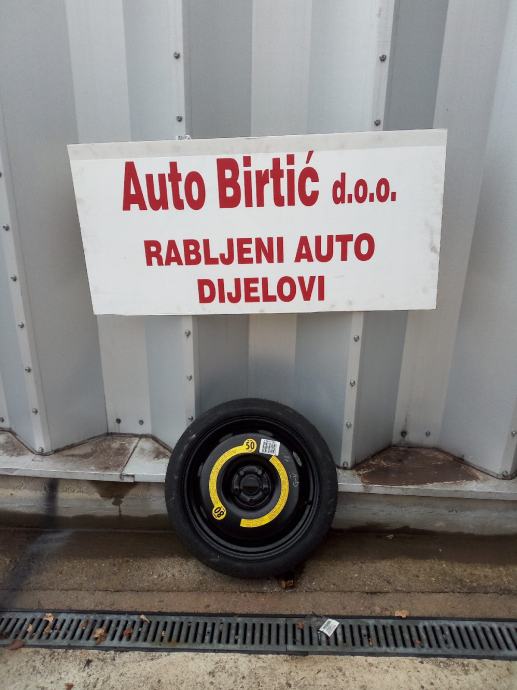 Auto Birtić d.o.o.
RABLJENI AUTO
DIJELOVI
50
80